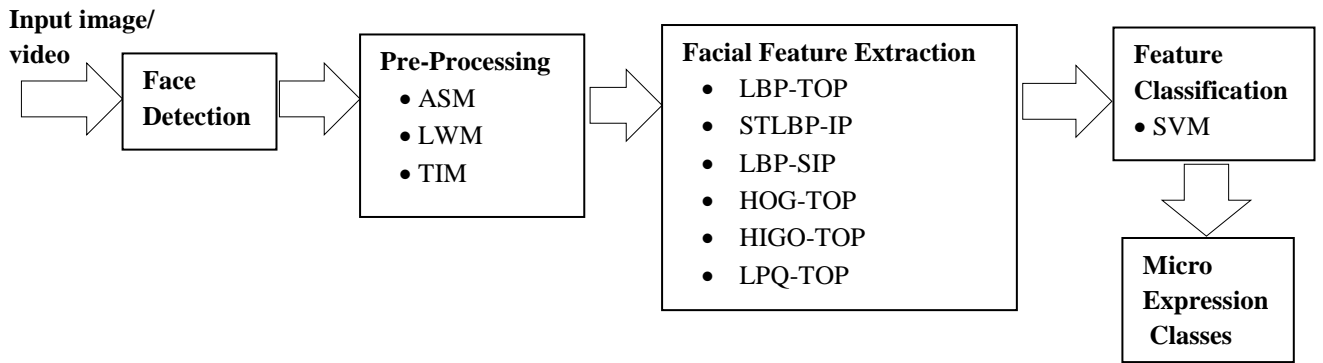 Input image/
video
Face
Detection
Pre-Processing
• ASM
• LWM
• TIM
Facial Feature Extraction
• LBP-TOP
• STLBP-IP
• LBP-SIP
• HOG-TOP
• HIGO-TOP
• LPQ-TOP
Feature
Classification
• SVM
Micro
Expression
Classes